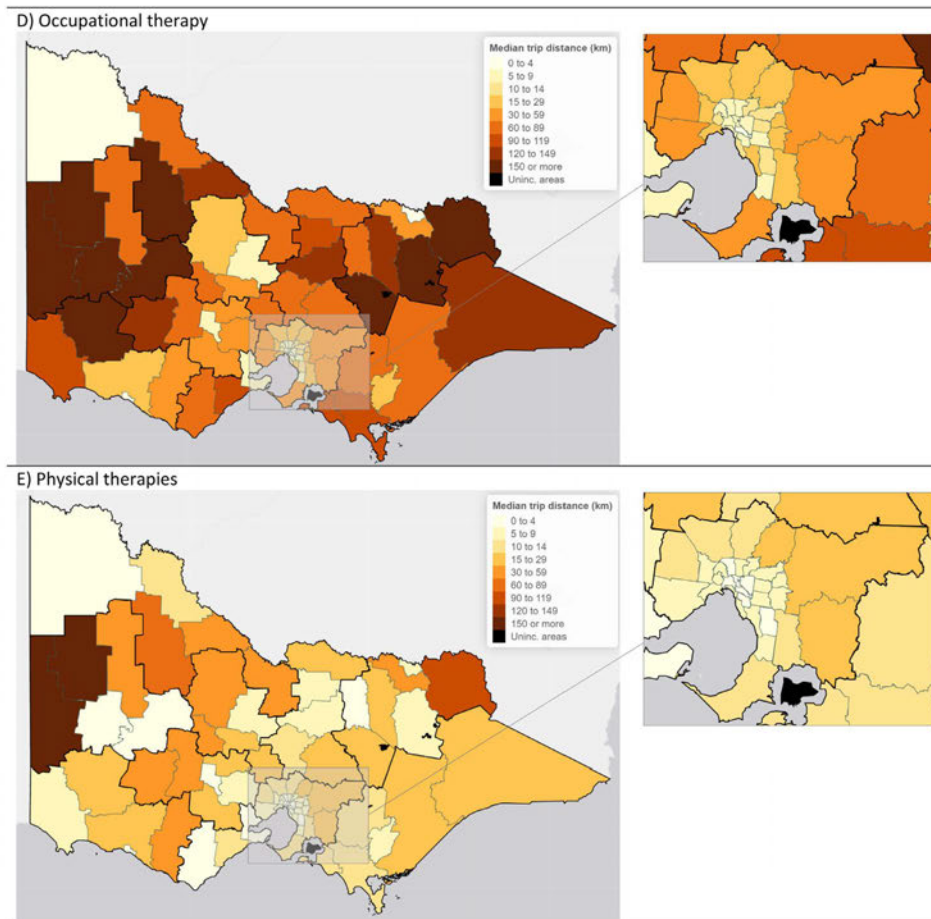 D) Occupational therapy
Median trip distance (km)
0 to 4
5 to 9
10 to 14
15 to 29
30 to 59
60 to 89
90 to 119
120 to 149
150 or more
Uninc. areas
E) Physical therapies
Median trip distance (km)
0 to 4
5 to 9
10 to 14
15 to 29
30 to 59
60 to 89
90 to 119
120 to 149
150 or more
Uninc. areas